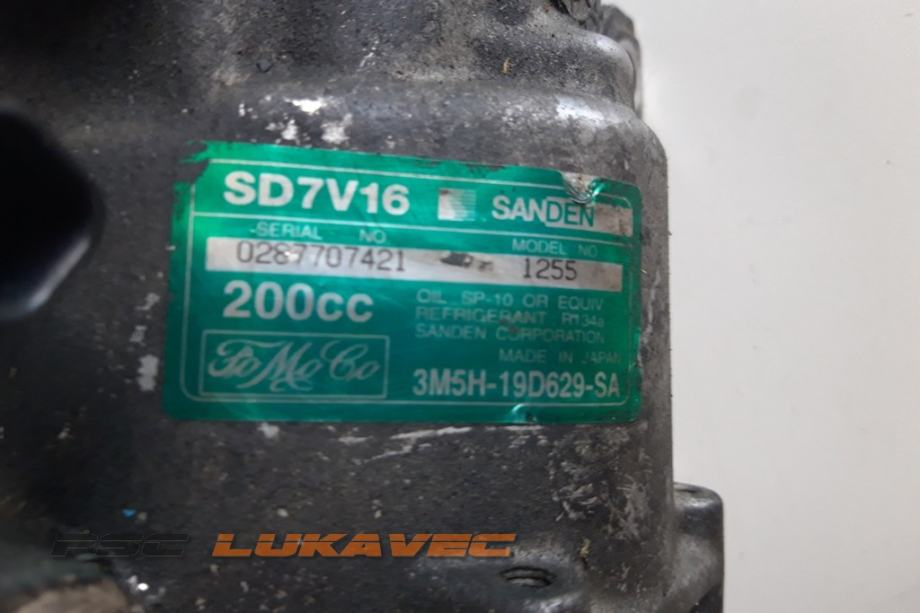 SD7V16 SANDEN
SERIAL NO. MODEL NO
0287707421 1255
200cc OIL SP-10 OR EQUIV
REFRIGERANT R134a
SANDEN CORPORATION
MADE IN JAPAN
FoMoCo 3M5H-19D629-SA
PSC LUKAVEC